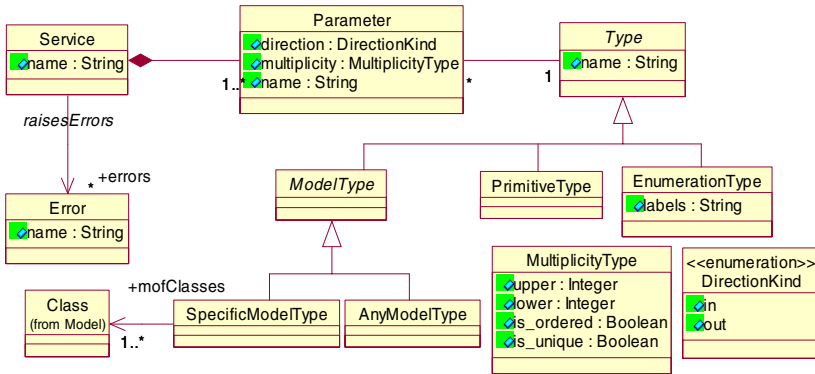 Service
name : String
Parameter
direction : DirectionKind
multiplicity : MultiplicityType
name : String
1..*
*
Type
name : String
1
raisesErrors
+errors
*
Error
name : String
ModelType
PrimitiveType
EnumerationType
labels : String
+mofClasses
Class
(from Model)
1..*
SpecificModelType
AnyModelType
MultiplicityType
upper : Integer
lower : Integer
is_ordered : Boolean
is_unique : Boolean
<<enumeration>>
DirectionKind
in
out